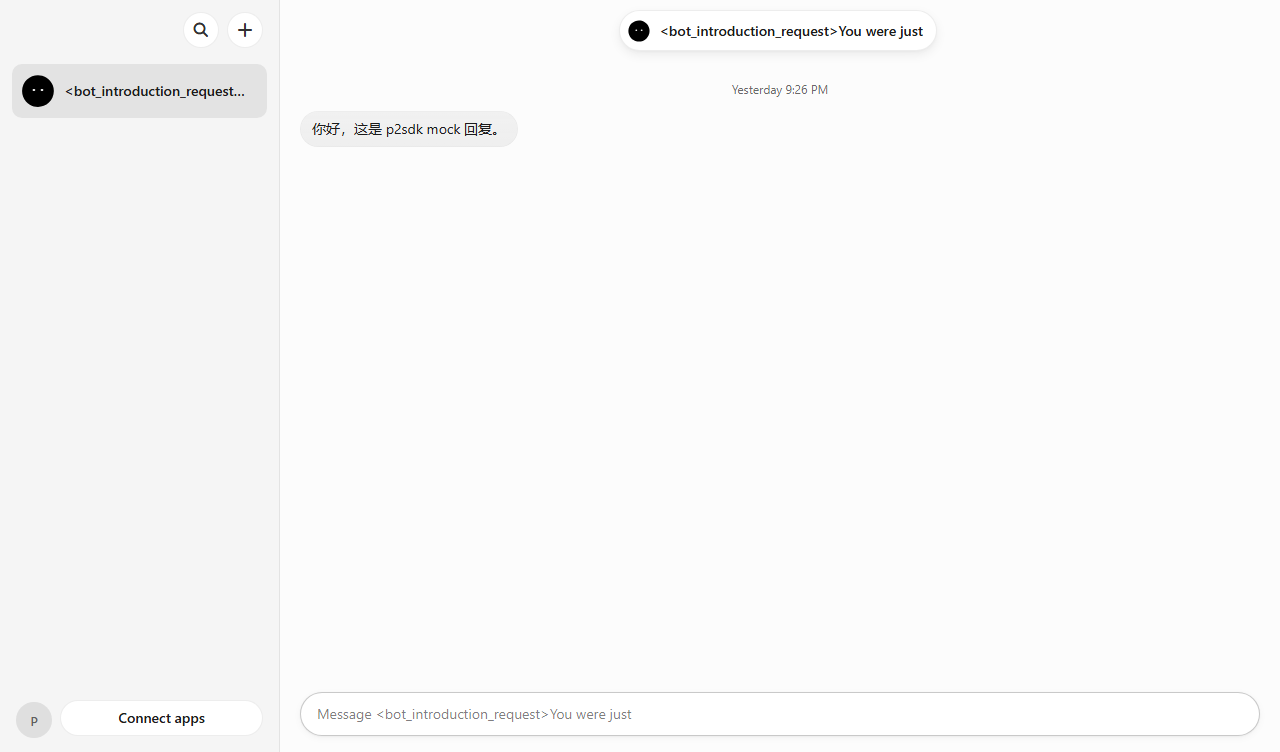 <bot_introduction_request>You were just
<bot_introduction_request...
Yesterday 9:26 PM
你好，这是 p2sdk mock 回复。
Message <bot_introduction_request>You were just
P
Connect apps